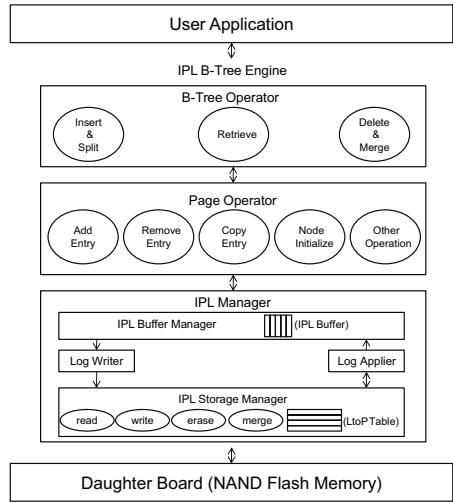 User Application
IPL B-Tree Engine
B-Tree Operator
Insert
&
Split
Retrieve
Delete
&
Merge
Page Operator
Add
Entry
Remove
Entry
Copy
Entry
Node
Initialize
Other
Operation
IPL Manager
IPL Buffer Manager
(IPL Buffer)
Log Writer
Log Applier
IPL Storage Manager
read
write
erase
merge
(LtoP Table)
Daughter Board (NAND Flash Memory)